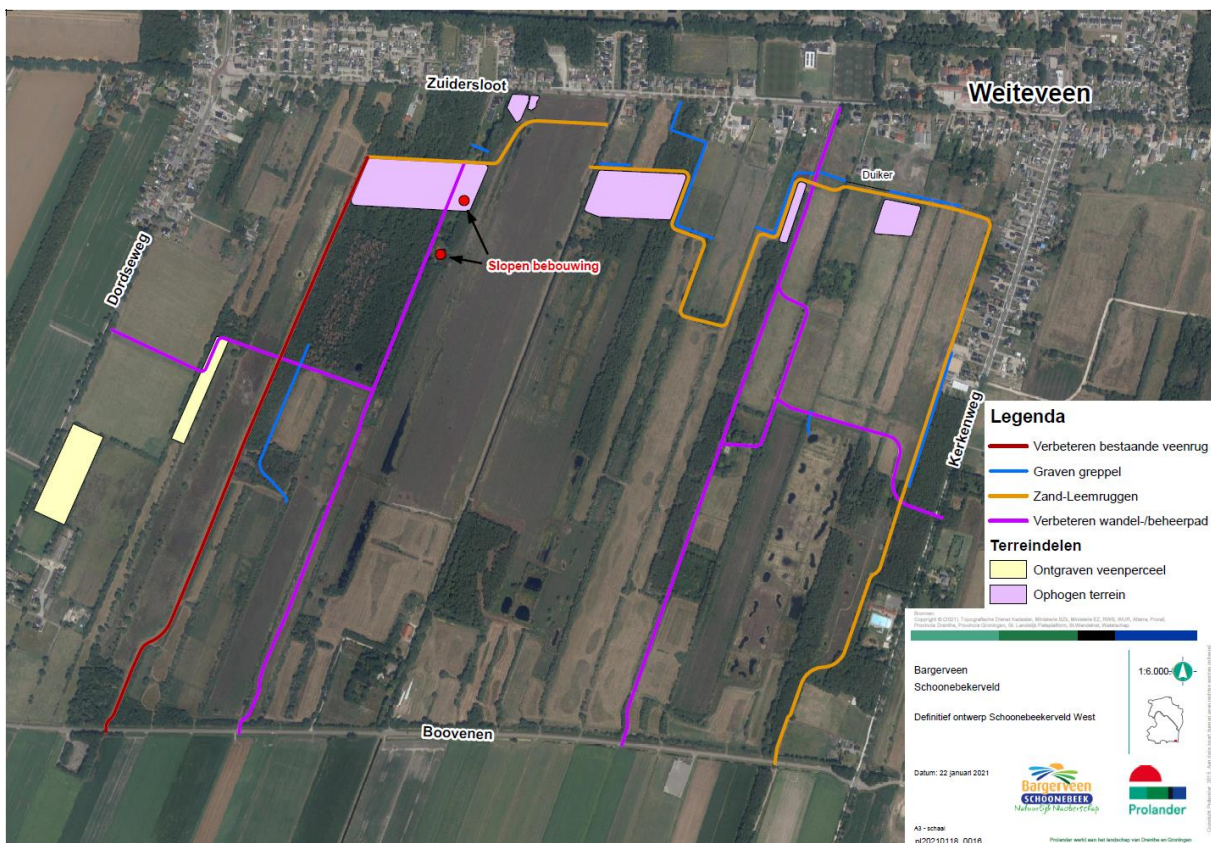 Zuidersloot
Weiteveen
Duiker
Dordseweg
Slopen bebouwing
Kerkenweg
Boovenen
Legenda
Verbeteren bestaande veenrug
Graven greppel
Zand-Leemruggen
Verbeteren wandel-/beheerpad
Terreindelen
Ontgraven veenperceel
Ophogen terrein
Bargerveen
Schoonebekerveld
1:6.000
Definitief ontwerp Schoonebeekerveld West
Datum: 22 januari 2021
Bargerveen
SCHOONEBEEK
Natuurlijk Naoberschap
Prolander
A3 - schaal
pl20210118_0016
Prolander werkt aan het landschap van Drenthe en Groningen